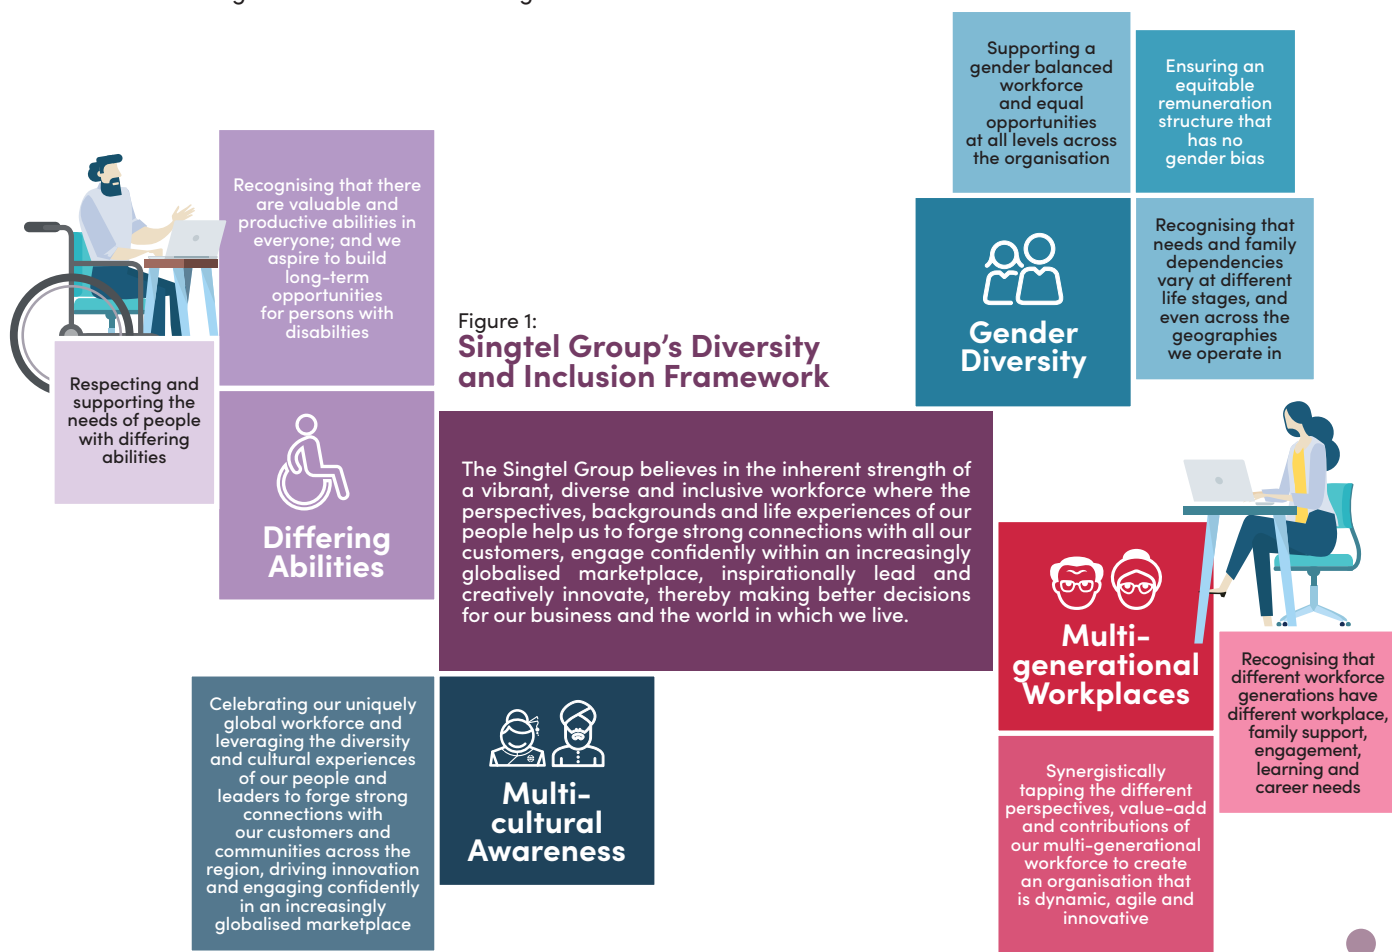 Supporting a
gender balanced
workforce
and equal
opportunities
at all levels across
the organisation
Ensuring an
equitable
remuneration
structure that
has no
gender bias
Recognising that there
are valuable and
productive abilities in
everyone; and we
aspire to build
long-term
opportunities
for persons with
disabilties
Gender
Diversity
Recognising that
needs and family
dependencies
vary at different
life stages, and
even across the
geographies
we operate in
Figure 1:
Singtel Group's Diversity
and Inclusion Framework
Respecting and
supporting the
needs of people
with differing
abilities
Differing
Abilities
The Singtel Group believes in the inherent strength of
a vibrant, diverse and inclusive workforce where the
perspectives, backgrounds and life experiences of our
people help us to forge strong connections with all our
customers, engage confidently within an increasingly
globalised marketplace, inspirationally lead and
creatively innovate, thereby making better decisions
for our business and the world in which we live.
Multi-
generational
Workplaces
Recognising that
different workforce
generations have
different workplace,
family support,
engagement,
learning and
career needs
Celebrating our uniquely
global workforce and
leveraging the diversity
and cultural experiences
of our people and
leaders to forge strong
connections with
our customers and
communities across the
region, driving innovation
and engaging confidently
in an increasingly
globalised marketplace
Multi-
cultural
Awareness
Synergistically
tapping the different
perspectives, value-add
and contributions of
our multi-generational
workforce to create
an organisation that
is dynamic, agile and
innovative